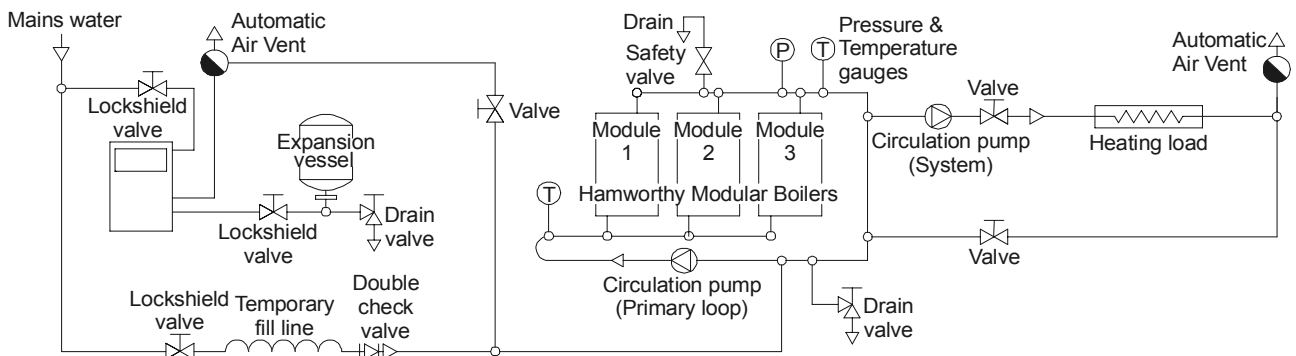 Mains water
Automatic
Air Vent
Lockshield
valve
Expansion
vessel
Valve
Lockshield
valve
Drain
valve
Lockshield
valve
Temporary
fill line
Double
check
valve
Drain
Safety
valve
P
T
Pressure &
Temperature
gauges
Module
1
Module
2
Module
3
T
Hamworthy Modular Boilers
Circulation pump
(Primary loop)
Drain
valve
Valve
Circulation pump
(System)
Heating load
Automatic
Air Vent
Valve